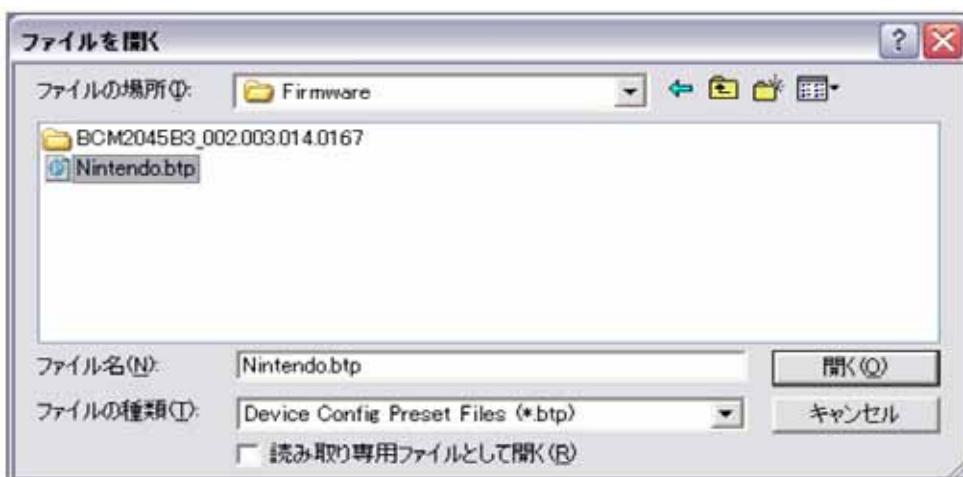 ファイルを開く
ファイルの場所(I):
Firmware
BCM2045B3_002.003.014.0167
Nintendo.btp
ファイル名(N):
Nintendo.btp
開く(O)
ファイルの種類(T):
Device Config Preset Files (*.btp)
キャンセル
読み取り専用ファイルとして開く(R)